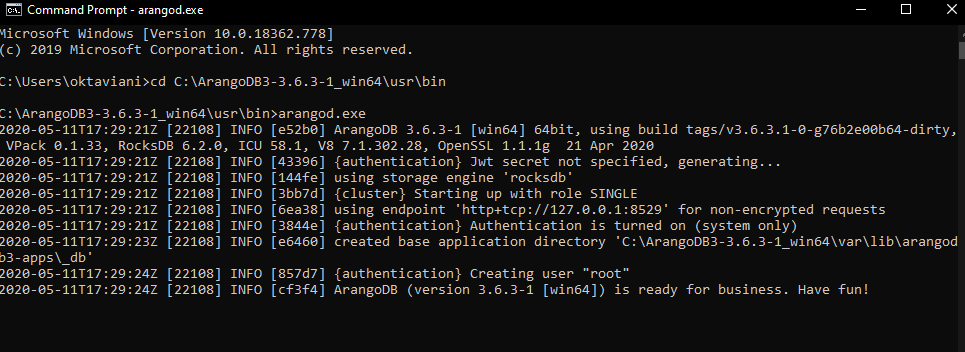 Command Prompt - arangod.exe
Microsoft Windows [Version 10.0.18362.778]
(c) 2019 Microsoft Corporation. All rights reserved.
C:\Users\oktaviani>cd C:\ArangoDB3-3.6.3-1_win64\usr\bin
C:\ArangoDB3-3.6.3-1_win64\usr\bin>arangod.exe
2020-05-11T17:29:21Z [22108] INFO [e52b0] ArangoDB 3.6.3-1 [win64] 64bit, using build tags/v3.6.3.1-0-g76b2e00b64-dirty,
VPack 0.1.33, RocksDB 6.2.0, ICU 58.1, V8 7.1.302.28, OpenSSL 1.1.1g  21 Apr 2020
2020-05-11T17:29:21Z [22108] INFO [43396] {authentication} Jwt secret not specified, generating...
2020-05-11T17:29:21Z [22108] INFO [144fe] using storage engine 'rocksdb'
2020-05-11T17:29:21Z [22108] INFO [3bb7d] {cluster} Starting up with role SINGLE
2020-05-11T17:29:21Z [22108] INFO [6ea38] using endpoint 'http+tcp://127.0.0.1:8529' for non-encrypted requests
2020-05-11T17:29:21Z [22108] INFO [3844e] {authentication} Authentication is turned on (system only)
2020-05-11T17:29:23Z [22108] INFO [e6460] created base application directory 'C:\ArangoDB3-3.6.3-1_win64\var\lib\arangod
b3-apps\_db'
2020-05-11T17:29:24Z [22108] INFO [857d7] {authentication} Creating user "root"
2020-05-11T17:29:24Z [22108] INFO [cf3f4] ArangoDB (version 3.6.3-1 [win64]) is ready for business. Have fun!